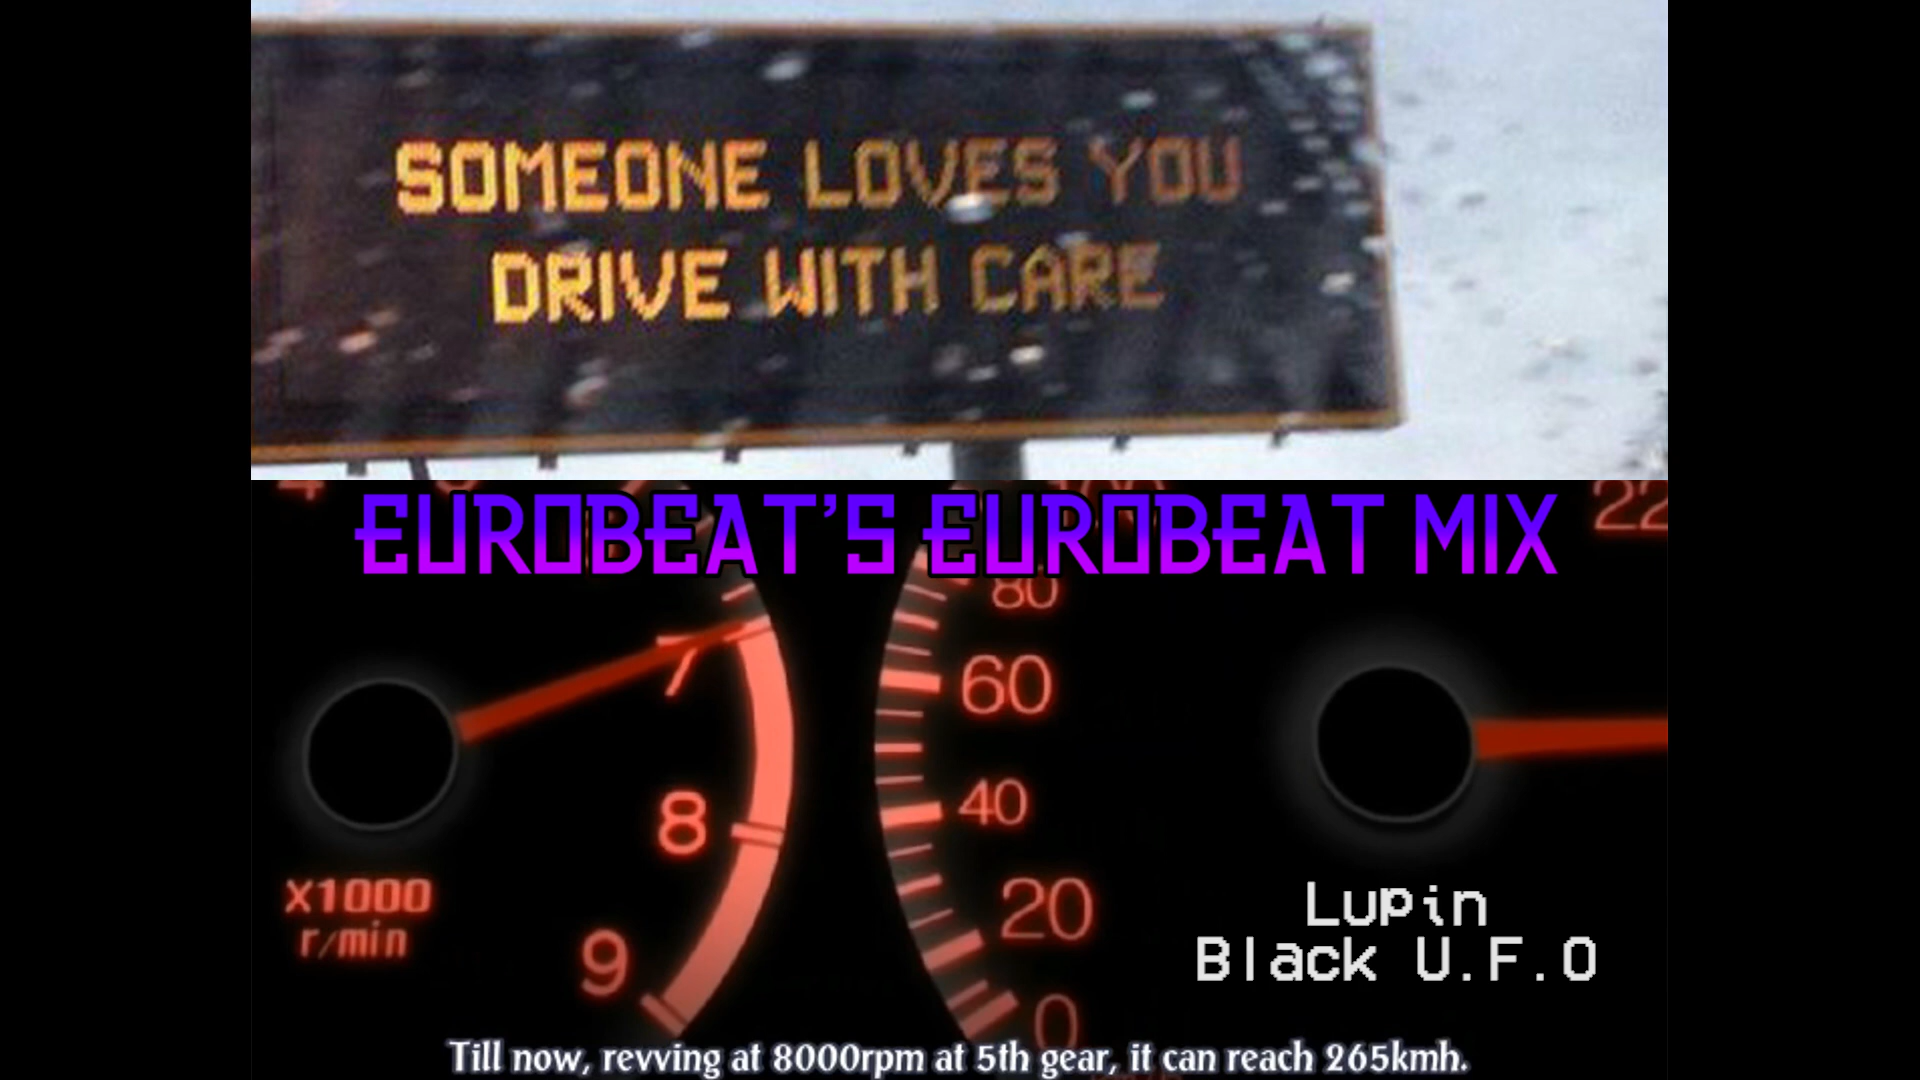 SOMEONE LOVES YOU
DRIVE WITH CARE
EUROBEAT'S EUROBEAT MIX
7
8
9
X1000
r/min
80
60
40
20
0
22
Lupin
Black U.F.O
Till now, revving at 8000rpm at 5th gear, it can reach 265kmh.